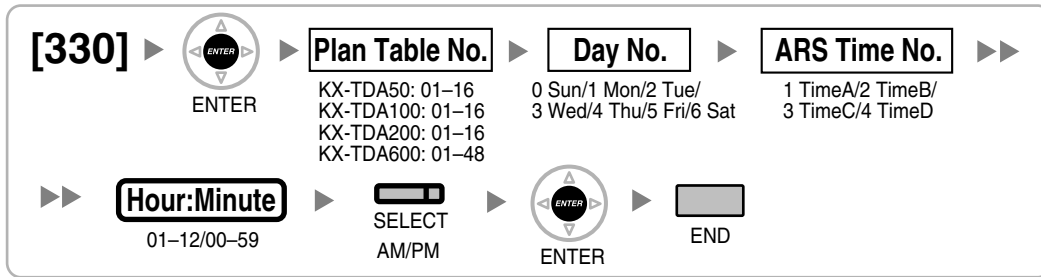 [330] ENTER Plan Table No. Day No. ARS Time No.
ENTER
KX-TDA50: 01–16
KX-TDA100: 01–16
KX-TDA200: 01–16
KX-TDA600: 01–48
0 Sun/1 Mon/2 Tue/
3 Wed/4 Thu/5 Fri/6 Sat
1 TimeA/2 TimeB/
3 TimeC/4 TimeD
Hour:Minute
01–12/00–59
SELECT
AM/PM
ENTER
ENTER
END